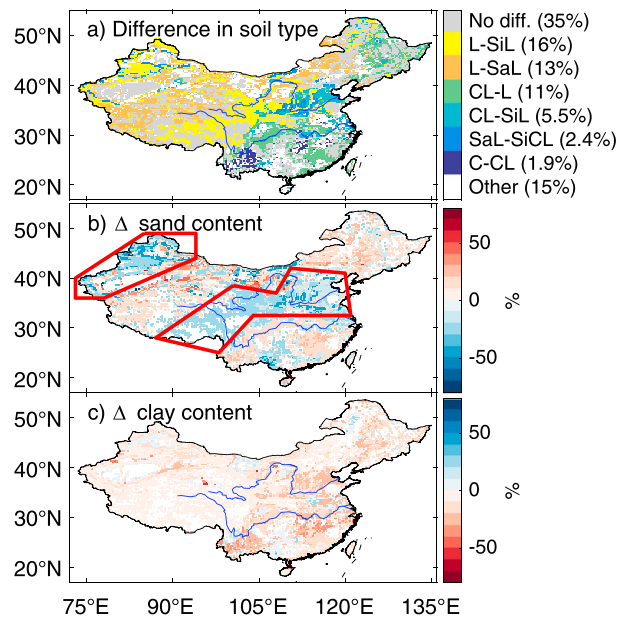 a) Difference in soil type
No diff. (35%)
L-SiL (16%)
L-SaL (13%)
CL-L (11%)
CL-SiL (5.5%)
SaL-SiCL (2.4%)
C-CL (1.9%)
Other (15%)
50°N
40°N
30°N
20°N
b) Δ sand content
50
0
-50
%
50°N
40°N
30°N
20°N
c) Δ clay content
50
0
-50
%
50°N
40°N
30°N
20°N
75°E 90°E 105°E 120°E 135°E